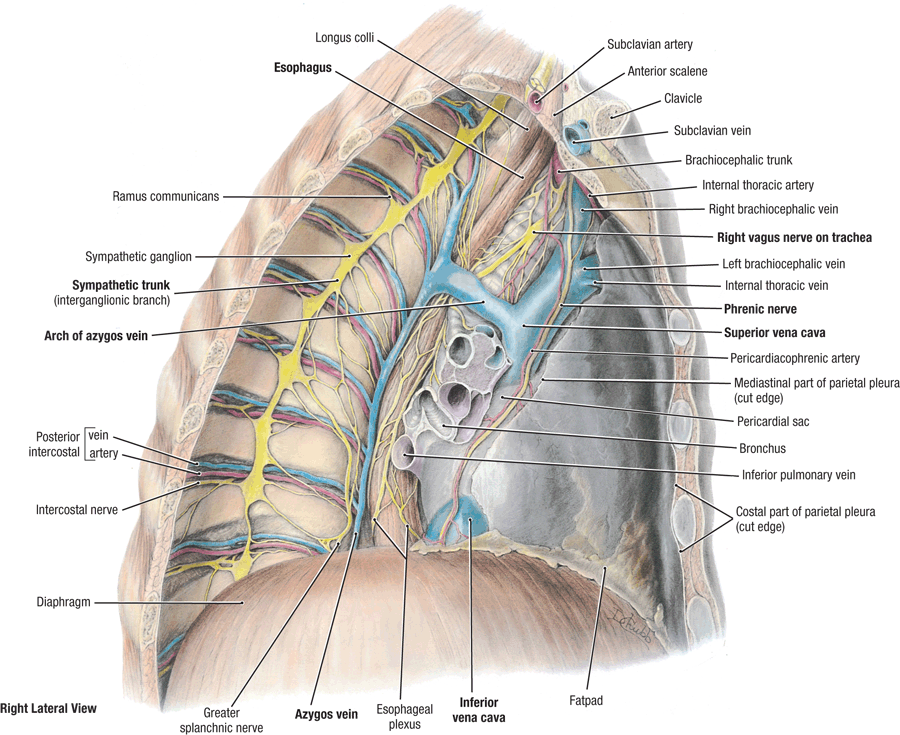 Longus colli
Esophagus
Ramus communicans
Sympathetic ganglion
Sympathetic trunk
(interganglionic branch)
Arch of azygos vein
Posterior
intercostal
vein
artery
Intercostal nerve
Diaphragm
Right Lateral View
Subclavian artery
Anterior scalene
Clavicle
Subclavian vein
Brachiocephalic trunk
Internal thoracic artery
Right brachiocephalic vein
Right vagus nerve on trachea
Left brachiocephalic vein
Internal thoracic vein
Phrenic nerve
Superior vena cava
Pericardiacophrenic artery
Mediastinal part of parietal pleura
(cut edge)
Pericardial sac
Bronchus
Inferior pulmonary vein
Costal part of parietal pleura
(cut edge)
Greater
splanchnic nerve
Azygos vein
Esophageal
plexus
Inferior
vena cava
Fatpad